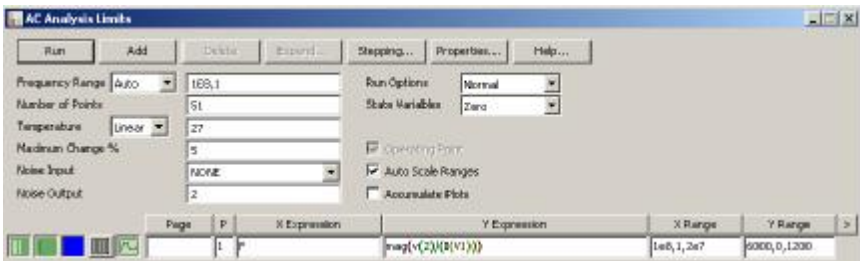 AC Analysis Limits
Run Add Delete Expand... Stepping... Properties... Help...
Frequency Range Auto 1E8,1 Run Options Normal
Number of Points 51 State Variables Zero
Temperature Linear 27
Maximum Change % 5 Operating Point
Noise Input NONE Auto Scale Ranges
Noise Output 2 Accumulate Plots
Page P X Expression Y Expression X Range Y Range >
1 F mag(v(2)/(I(V1))) 1e8,1,2e7 6000,0,1200